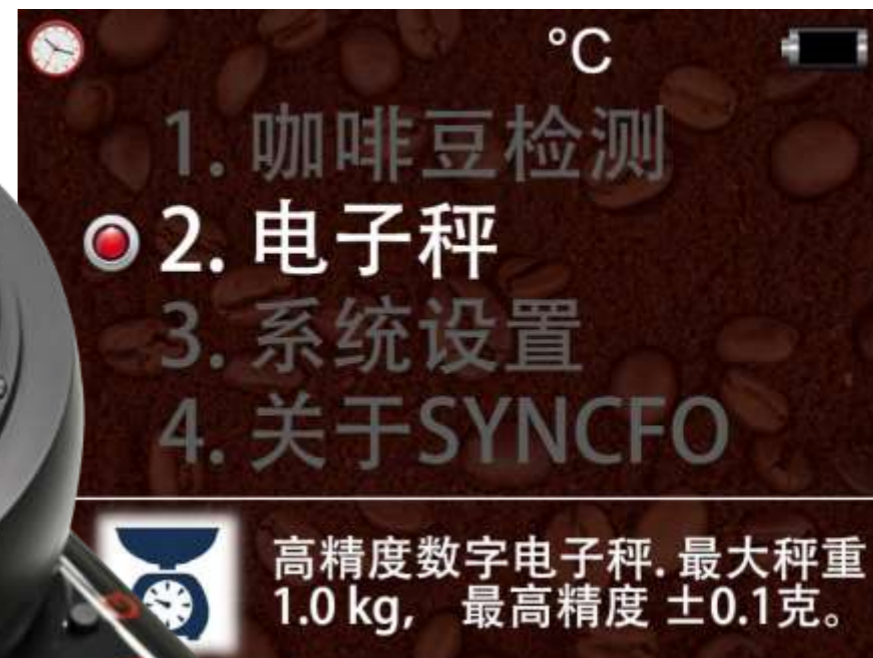 °C
1. 咖啡豆检测
2. 电子秤
3. 系统设置
4. 关于SYNCFO
高精度数字电子秤. 最大秤重
1.0 kg, 最高精度 ±0.1克。